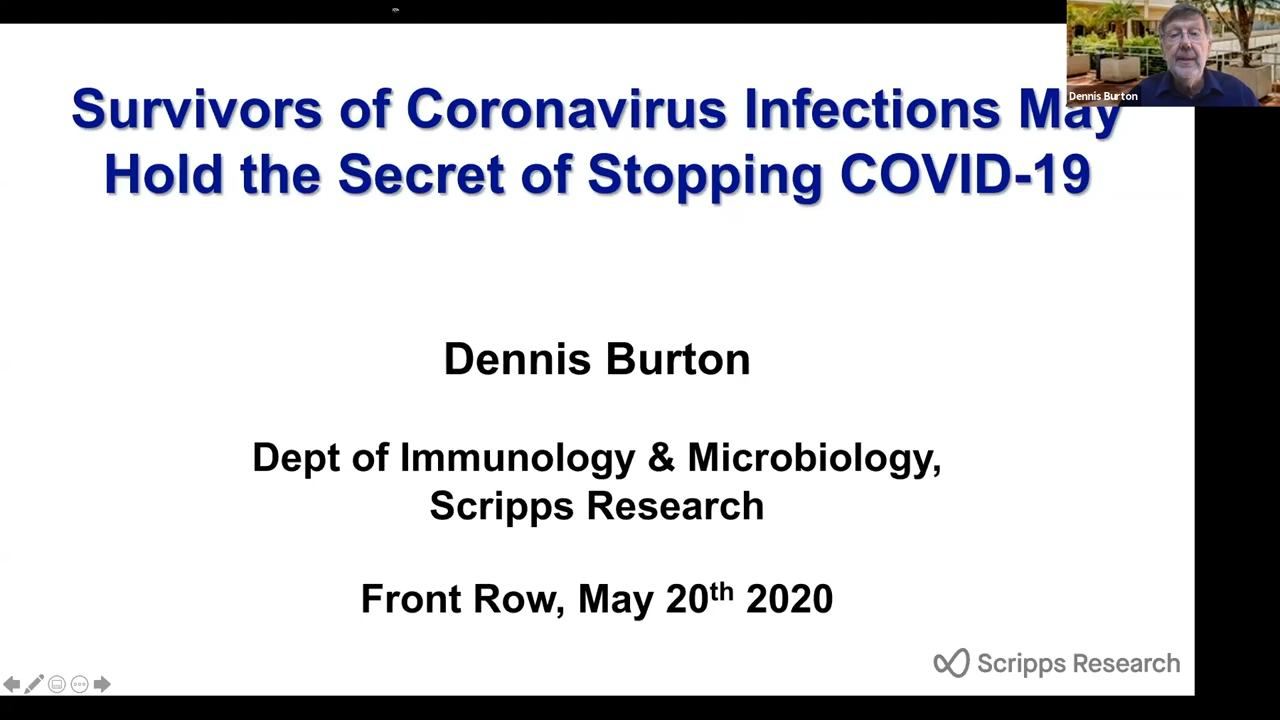 Survivors of Coronavirus Infections May
Hold the Secret of Stopping COVID-19
Dennis Burton
Dennis Burton
Dept of Immunology & Microbiology,
Scripps Research
Front Row, May 20th 2020
Scripps Research